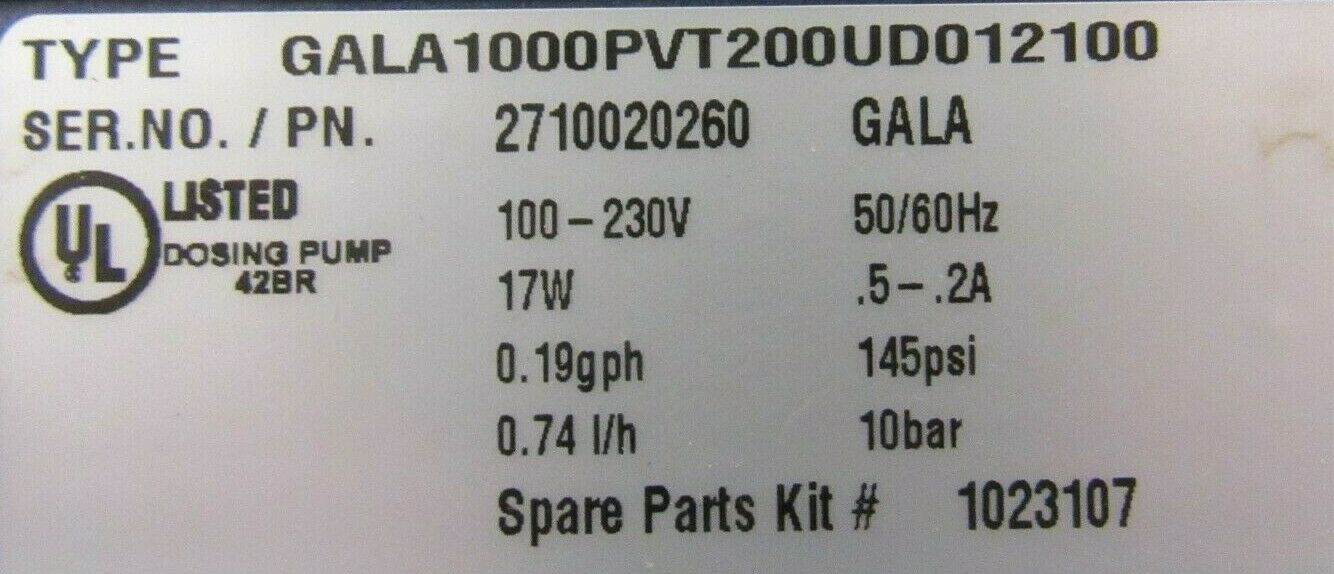 TYPE GALA1000PVT200UD012100
SER.NO. / PN. 2710020260 GALA
UL LISTED
DOSING PUMP
42BR
100-230V 50/60Hz
17W .5-.2A
0.19gph 145psi
0.74 l/h 10bar
Spare Parts Kit # 1023107